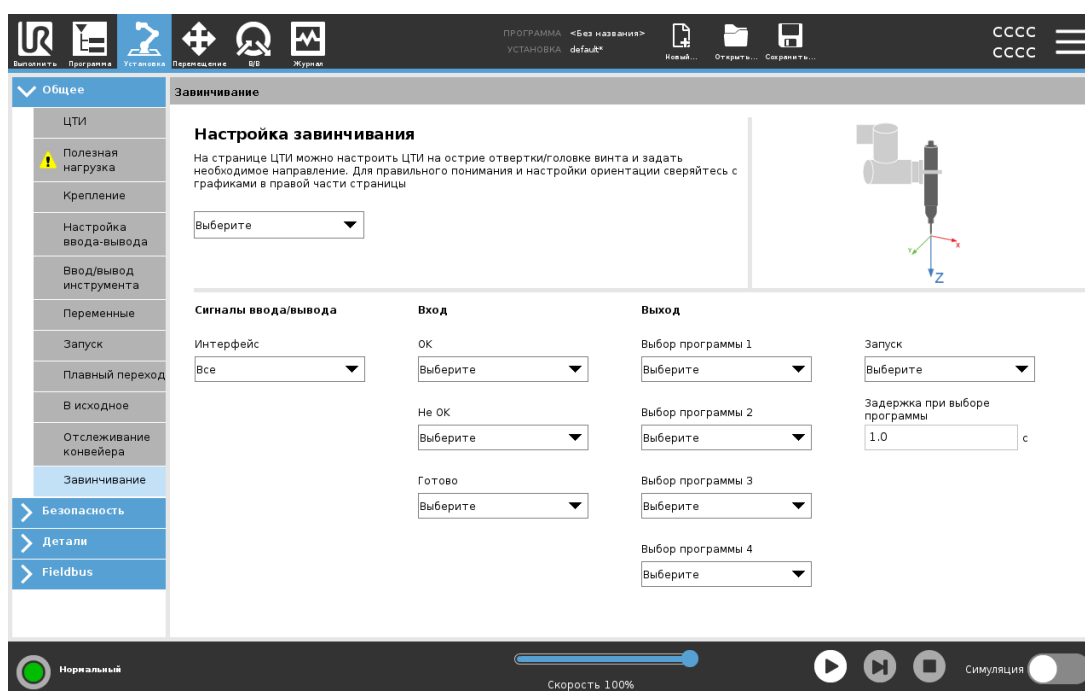 UR
ПРОГРАММА <Без названия>
УСТАНОВКА default*
CCCC
CCCC
Выполнить Программа Установка Перемещение В/В Журнал Новый... Открыть... Сохранить...
Общее
Завинчивание
ЦТИ
Полезная
нагрузка
Крепление
Настройка
ввода-вывода
Ввод/вывод
инструмента
Переменные
Запуск
Плавный переход
В исходное
Отслеживание
конвейера
Завинчивание
Безопасность
Детали
Fieldbus
Настройка завинчивания
На странице ЦТИ можно настроить ЦТИ на острие отвертки/головке винта и задать
необходимое направление. Для правильного понимания и настройки ориентации сверяйтесь с
графиками в правой части страницы
Выберите
Y
X
Z
Сигналы ввода/вывода
Интерфейс
Все
Вход
OK
Выберите
Не OK
Выберите
Готово
Выберите
Выход
Выбор программы 1
Выберите
Выбор программы 2
Выберите
Выбор программы 3
Выберите
Выбор программы 4
Выберите
Запуск
Выберите
Задержка при выборе
программы
1.0 с
Нормальный
Скорость 100%
Симуляция